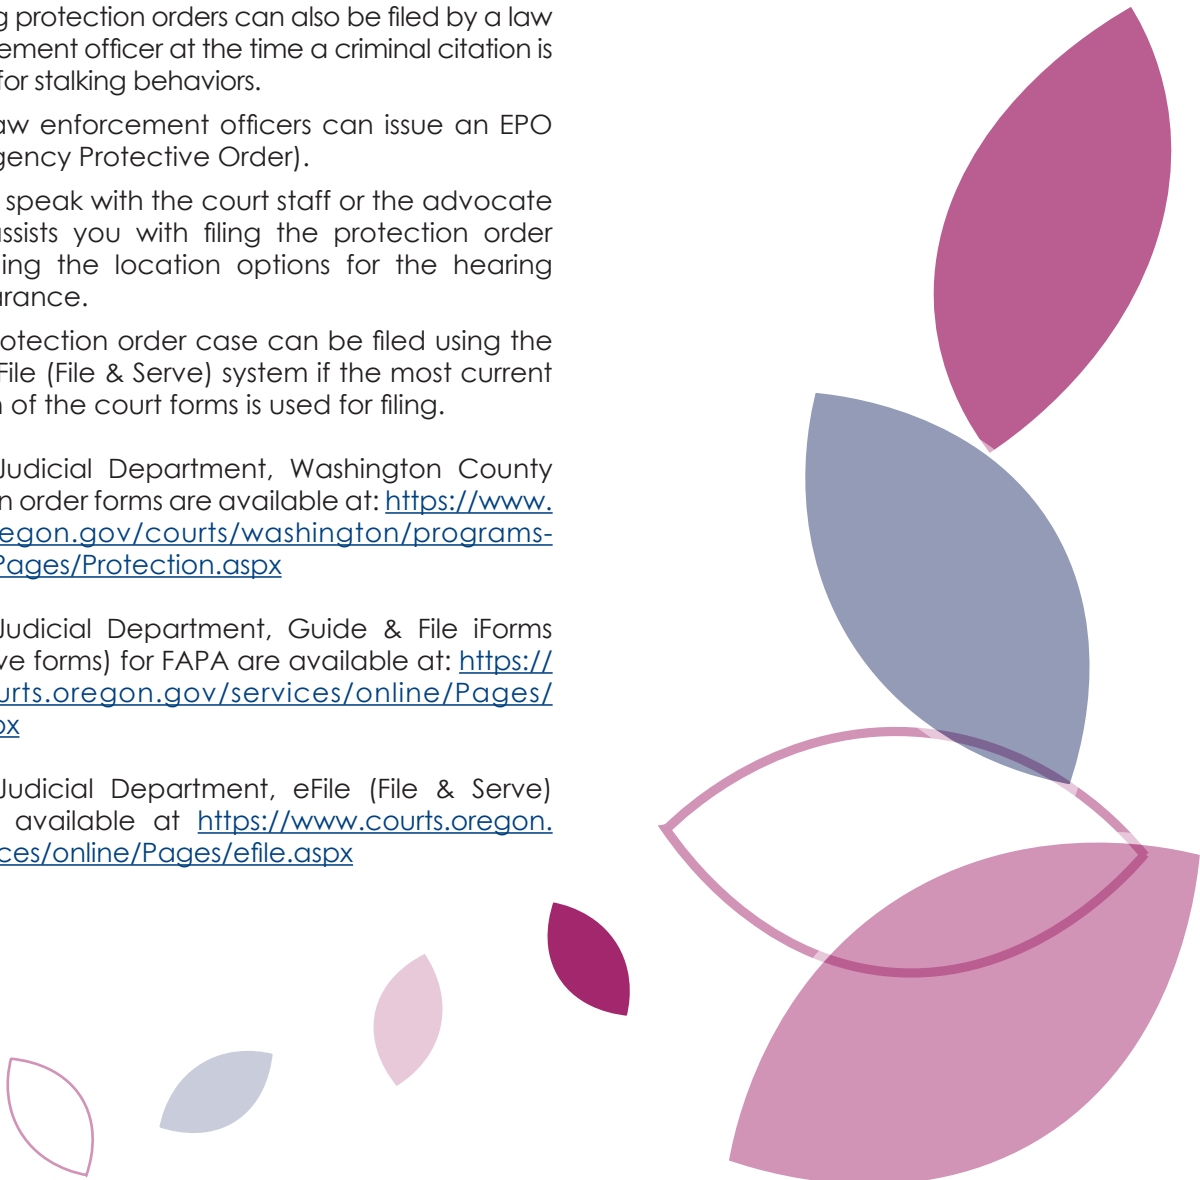 g protection orders can also be filed by a law
ement officer at the time a criminal citation is
for stalking behaviors.
aw enforcement officers can issue an EPO
gency Protective Order).
speak with the court staff or the advocate
ssists you with filing the protection order
ing the location options for the hearing
arance.
otection order case can be filed using the
File (File & Serve) system if the most current
n of the court forms is used for filing.
Judicial Department, Washington County
n order forms are available at: https://www.
egon.gov/courts/washington/programs-
Pages/Protection.aspx
Judicial Department, Guide & File iForms
ve forms) for FAPA are available at: https://
urts.oregon.gov/services/online/Pages/
px
Judicial Department, eFile (File & Serve)
available at https://www.courts.oregon.
ces/online/Pages/efile.aspx